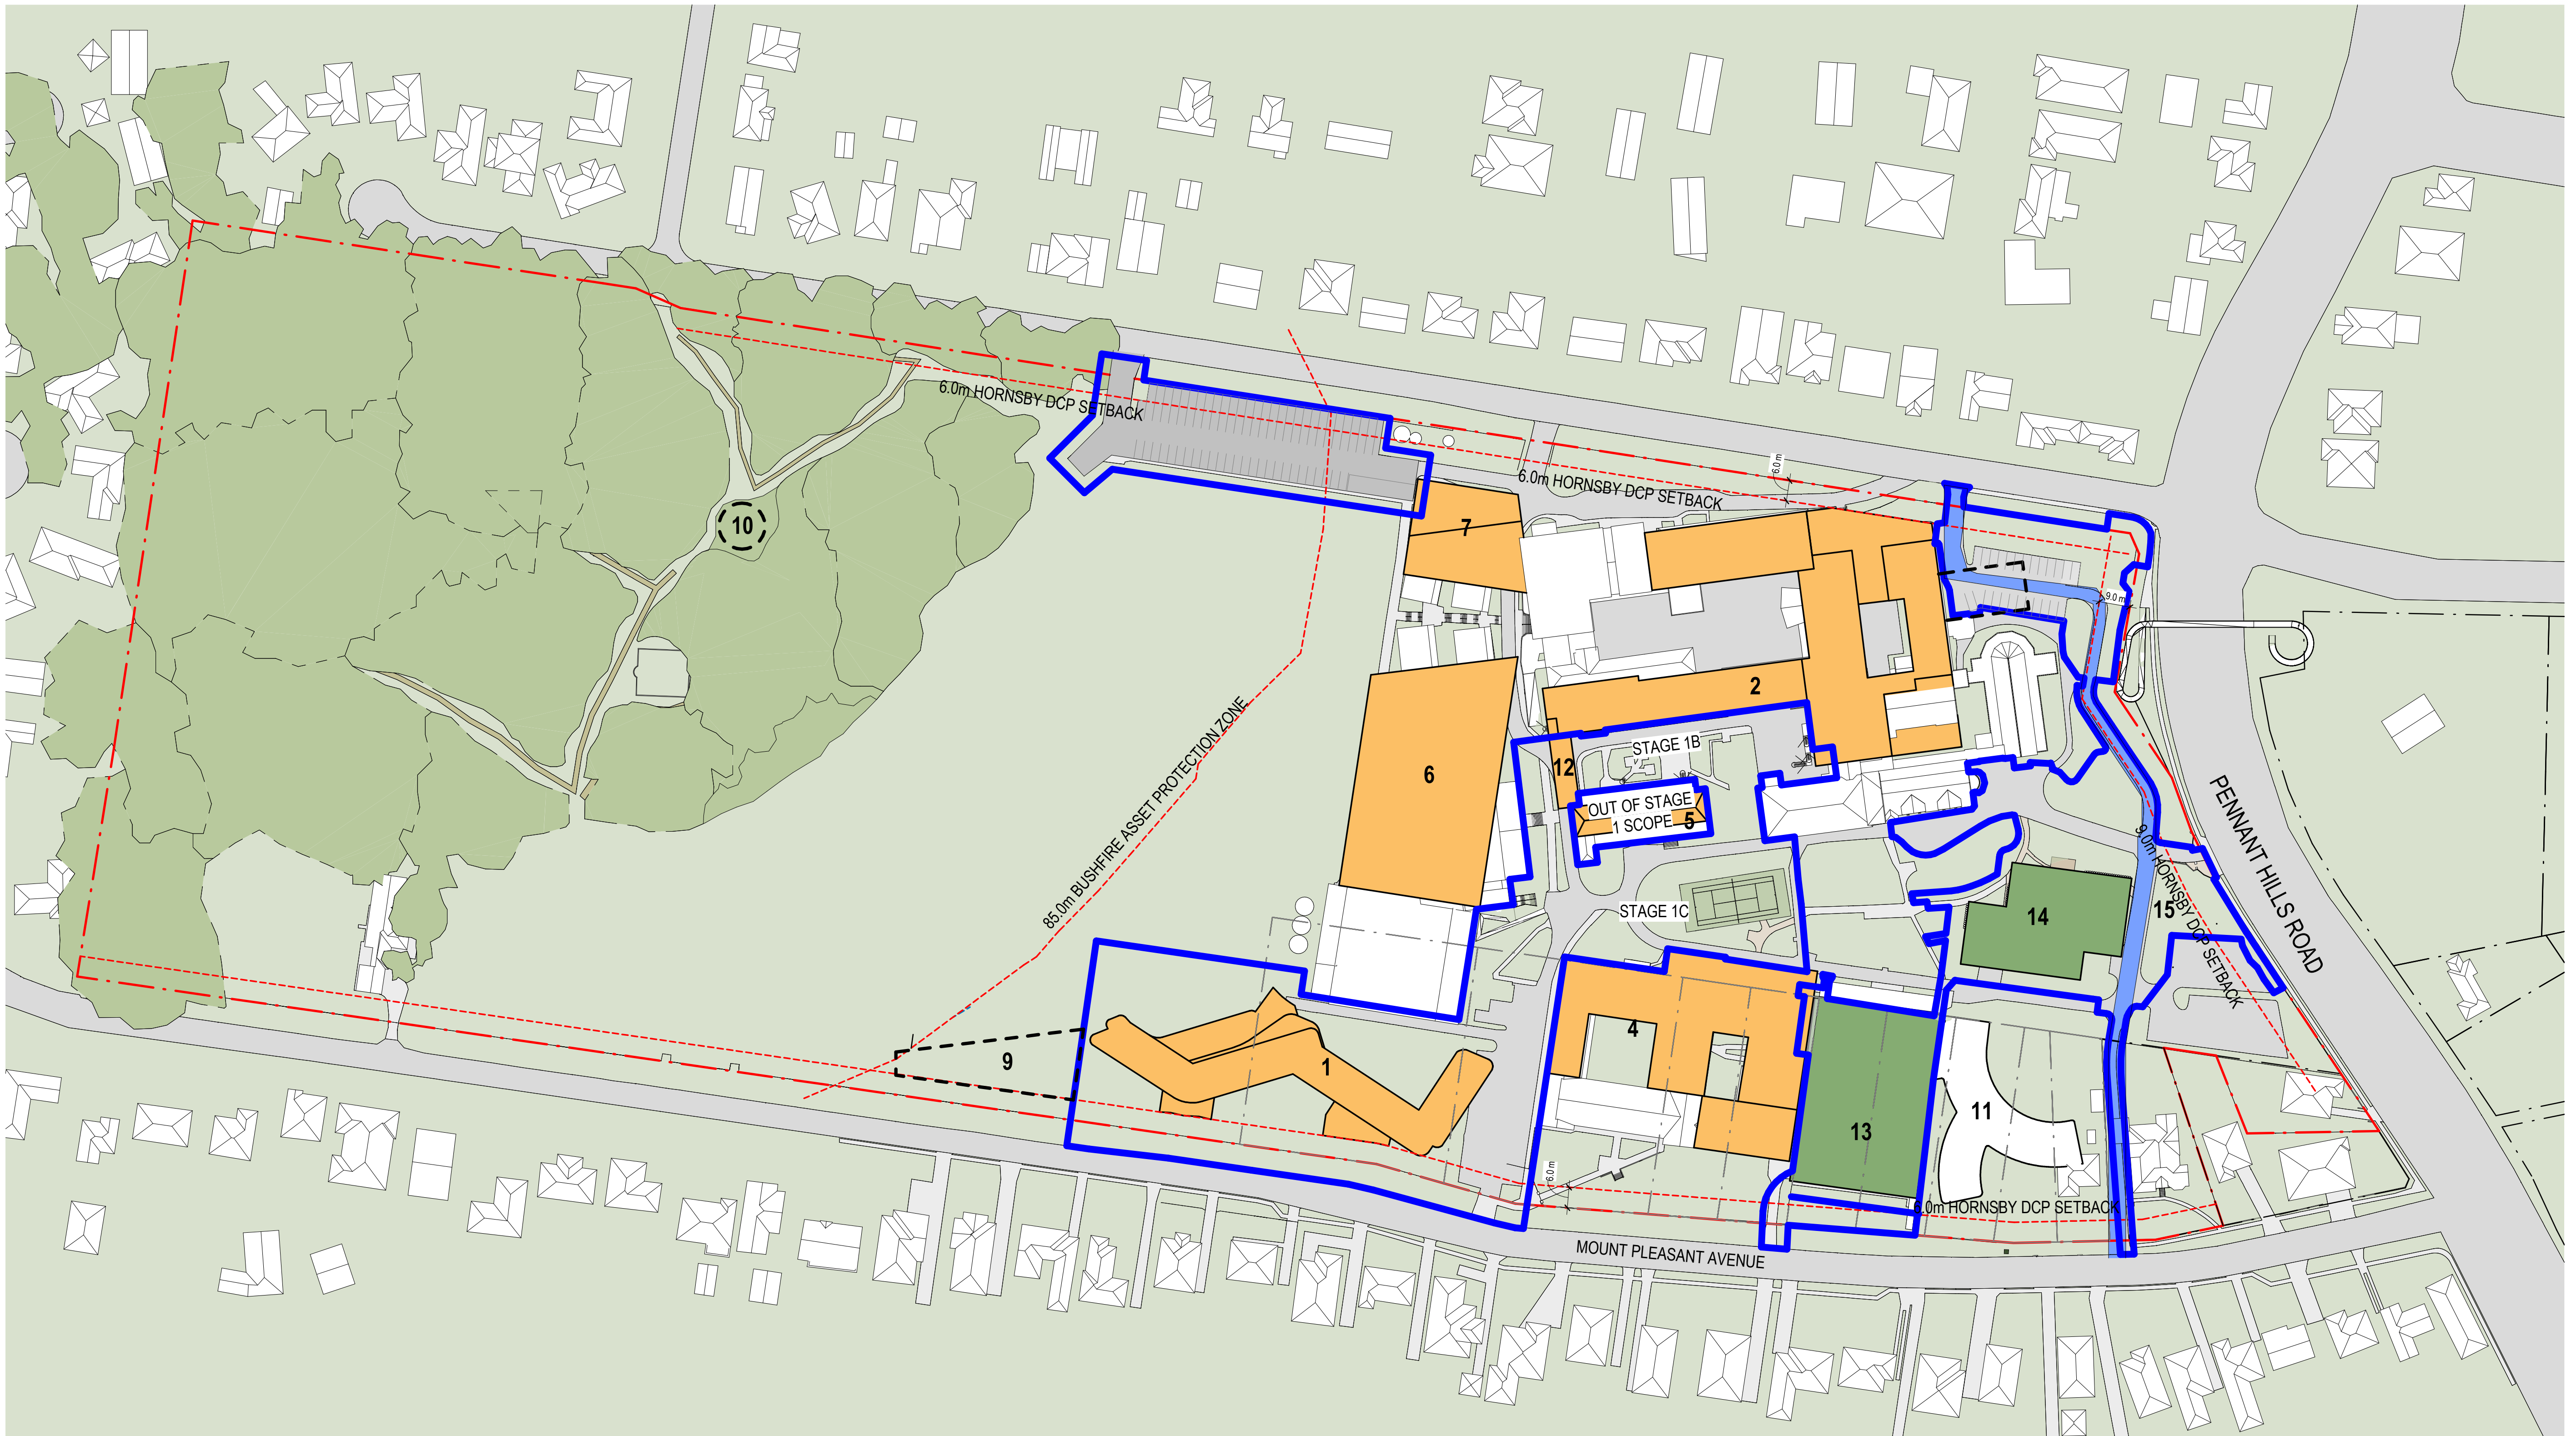 6.0m HORNSBY DCP SETBACK
6.0 m
6.0m HORNSBY DCP SETBACK
10
7
9.0 m
85.0m BUSHFIRE ASSET PROTECTION ZONE
2
STAGE 1B
12
6
OUT OF STAGE
1 SCOPE
5
PENNANT HILLS ROAD
9.0m HORNSBY DCP SETBACK
STAGE 1C
14
15
4
9
1
11
13
6.0 m
6.0m HORNSBY DCP SETBACK
MOUNT PLEASANT AVENUE